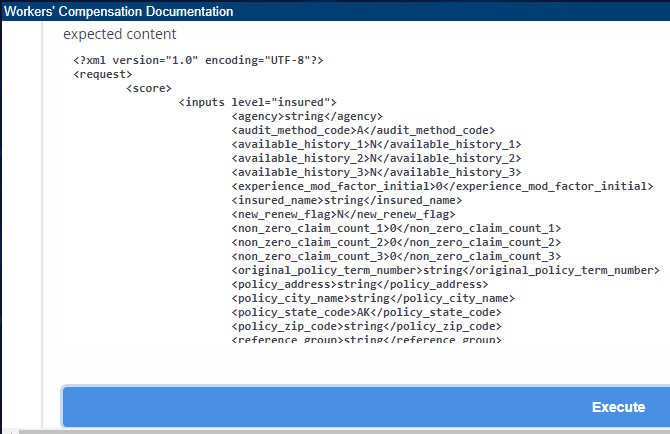 Workers' Compensation Documentation
expected content
<?xml version="1.0" encoding="UTF-8"?>
<request>
<score>
<inputs level="insured">
<agency>string</agency>
<audit_method_code>A</audit_method_code>
<available_history_1>N</available_history_1>
<available_history_2>N</available_history_2>
<available_history_3>N</available_history_3>
<experience_mod_factor_initial>0</experience_mod_factor_initial>
<insured_name>string</insured_name>
<new_renew_flag>N</new_renew_flag>
<non_zero_claim_count_1>0</non_zero_claim_count_1>
<non_zero_claim_count_2>0</non_zero_claim_count_2>
<non_zero_claim_count_3>0</non_zero_claim_count_3>
<original_policy_term_number>string</original_policy_term_number>
<policy_address>string</policy_address>
<policy_city_name>string</policy_city_name>
<policy_state_code>AK</policy_state_code>
<policy_zip_code>string</policy_zip_code>
<reference_group>string</reference_group>
Execute